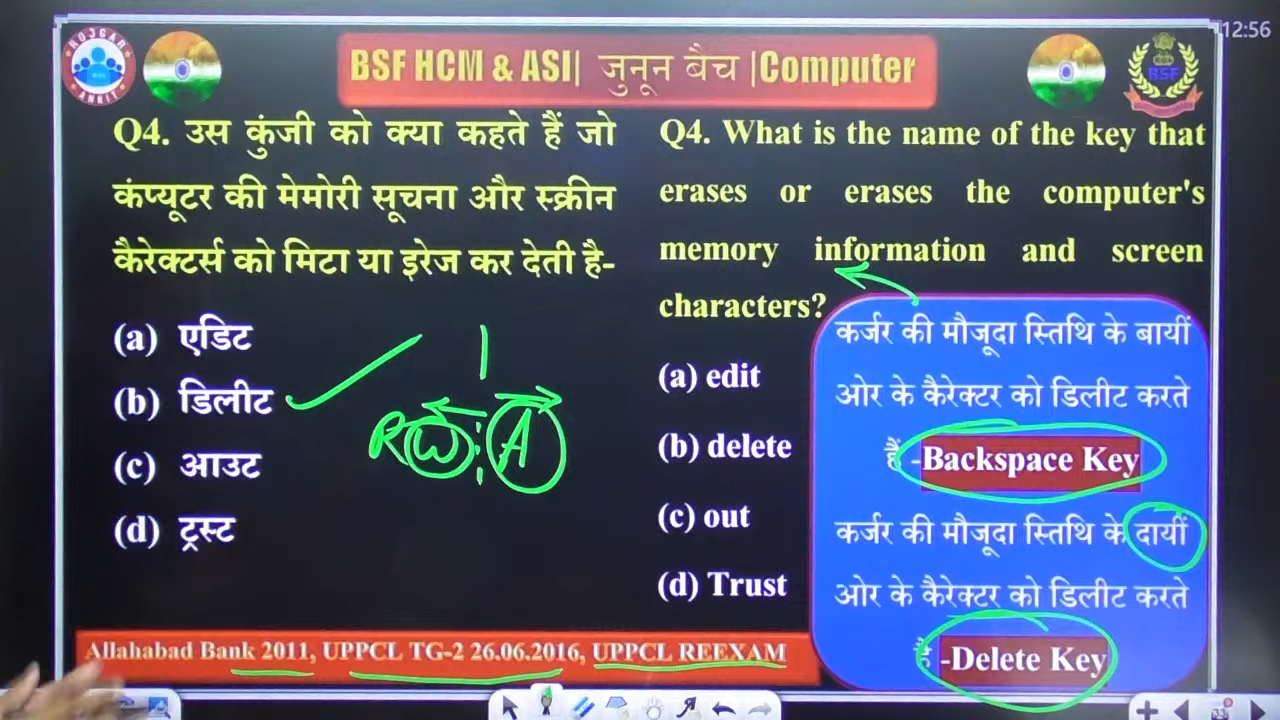 12:56
ROJGAR
ANKIT
BSF HCM & ASI| जुनून बैच |Computer
BSF
Q4. उस कुंजी को क्या कहते हैं जो
कंप्यूटर की मेमोरी सूचना और स्क्रीन
कैरेक्टर्स को मिटा या इरेज कर देती है-
(a) एडिट
(b) डिलीट
(c) आउट
(d) ट्रस्ट
R W A
Q4. What is the name of the key that
erases or erases the computer's
memory information and screen
characters?
(a) edit
(b) delete
(c) out
(d) Trust
कर्जर की मौजूदा स्तिथि के बायीं
ओर के कैरेक्टर को डिलीट करते
हैं -Backspace Key
कर्जर की मौजूदा स्तिथि के दायीं
ओर के कैरेक्टर को डिलीट करते
है -Delete Key
Allahabad Bank 2011, UPPCL TG-2 26.06.2016, UPPCL REEXAM